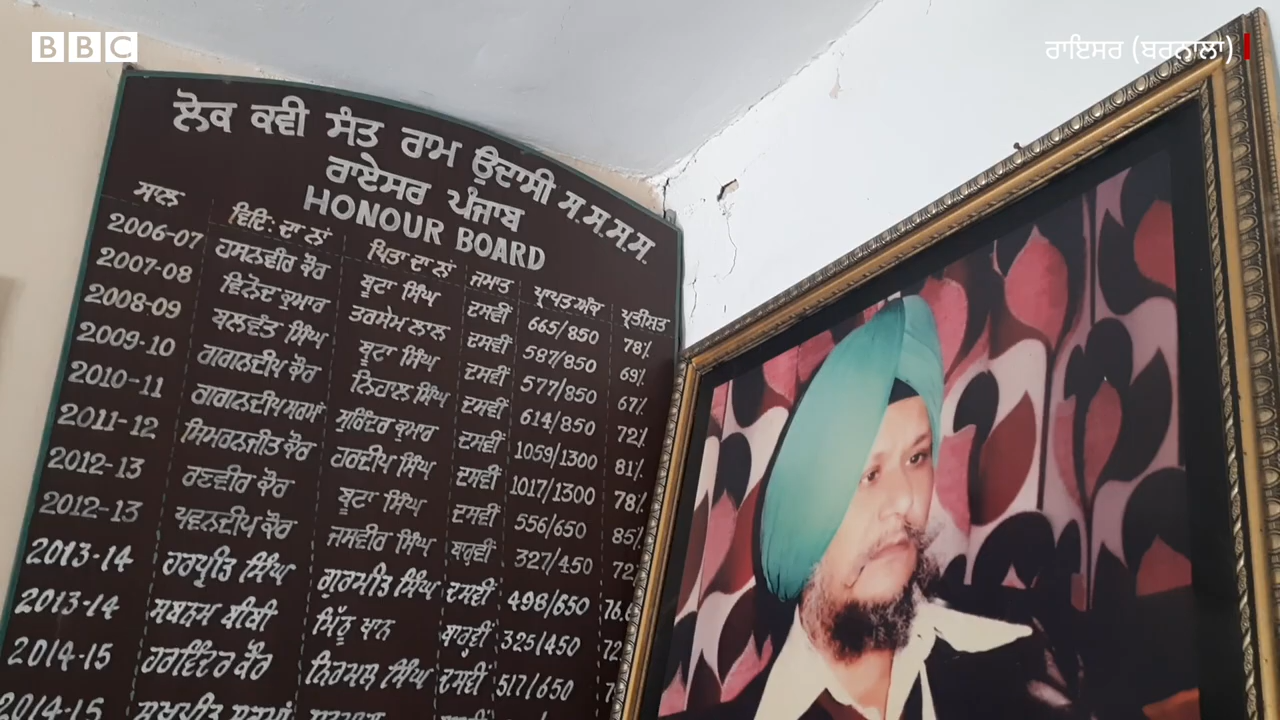 BBC
ਰਾਇਸਰ (ਬਰਨਾਲਾ)
ਲੋਕ ਕਵੀ ਸੰਤ ਰਾਮ ਉਦਾਸੀ ਸ.ਸ.ਸ.ਸ.
ਰਾਏਸਰ ਪੰਜਾਬ
HONOUR BOARD
ਸਾਲ ਵਿਦਿ: ਦਾ ਨਾਂ ਪਿਤਾ ਦਾ ਨਾਂ ਜਮਾਤ ਪ੍ਰਾਪਤ ਅੰਕ ਪ੍ਰਤੀਸ਼ਤ
2006-07 ਹਸਨਵੀਰ ਕੌਰ ਬੂਟਾ ਸਿੰਘ ਦਸਵੀਂ 665/850 78%
2007-08 ਵਿਨੋਦ ਕੁਮਾਰ ਤਰਸੇਮ ਲਾਲ ਦਸਵੀਂ 587/850 69%
2008-09 ਬਲਵੰਤ ਸਿੰਘ ਬੂਟਾ ਸਿੰਘ ਦਸਵੀਂ 577/850 67%
2009-10 ਗਗਨਦੀਪ ਕੌਰ ਨਿਹਾਲ ਸਿੰਘ ਦਸਵੀਂ 614/850 72%
2010-11 ਗਗਨਦੀਪ ਸ਼ਰਮਾਂ ਸੁਰਿੰਦਰ ਕੁਮਾਰ ਦਸਵੀਂ 1059/1300 81%
2011-12 ਸਿਮਰਨਜੀਤ ਕੌਰ ਹਰਦੀਪ ਸਿੰਘ ਦਸਵੀਂ 1017/1300 78%
2012-13 ਰਣਵੀਰ ਕੌਰ ਬੂਟਾ ਸਿੰਘ ਦਸਵੀਂ 556/650 85%
2012-13 ਪਵਨਦੀਪ ਕੌਰ ਜਸਵੀਰ ਸਿੰਘ ਬਾਰ੍ਹਵੀਂ 327/450 72
2013-14 ਹਰਪ੍ਰੀਤ ਸਿੰਘ ਗੁਰਮੀਤ ਸਿੰਘ ਦਸਵੀਂ 498/650 76.6
2013-14 ਸ਼ਬਨਮ ਬੀਬੀ ਮਿੱਠੂ ਖਾਨ ਬਾਰ੍ਹਵੀਂ 325/450 72
2014-15 ਹਰਵਿੰਦਰ ਕੌਰ ਨਿਰਮਲ ਸਿੰਘ ਦਸਵੀਂ 517/650
2014-15